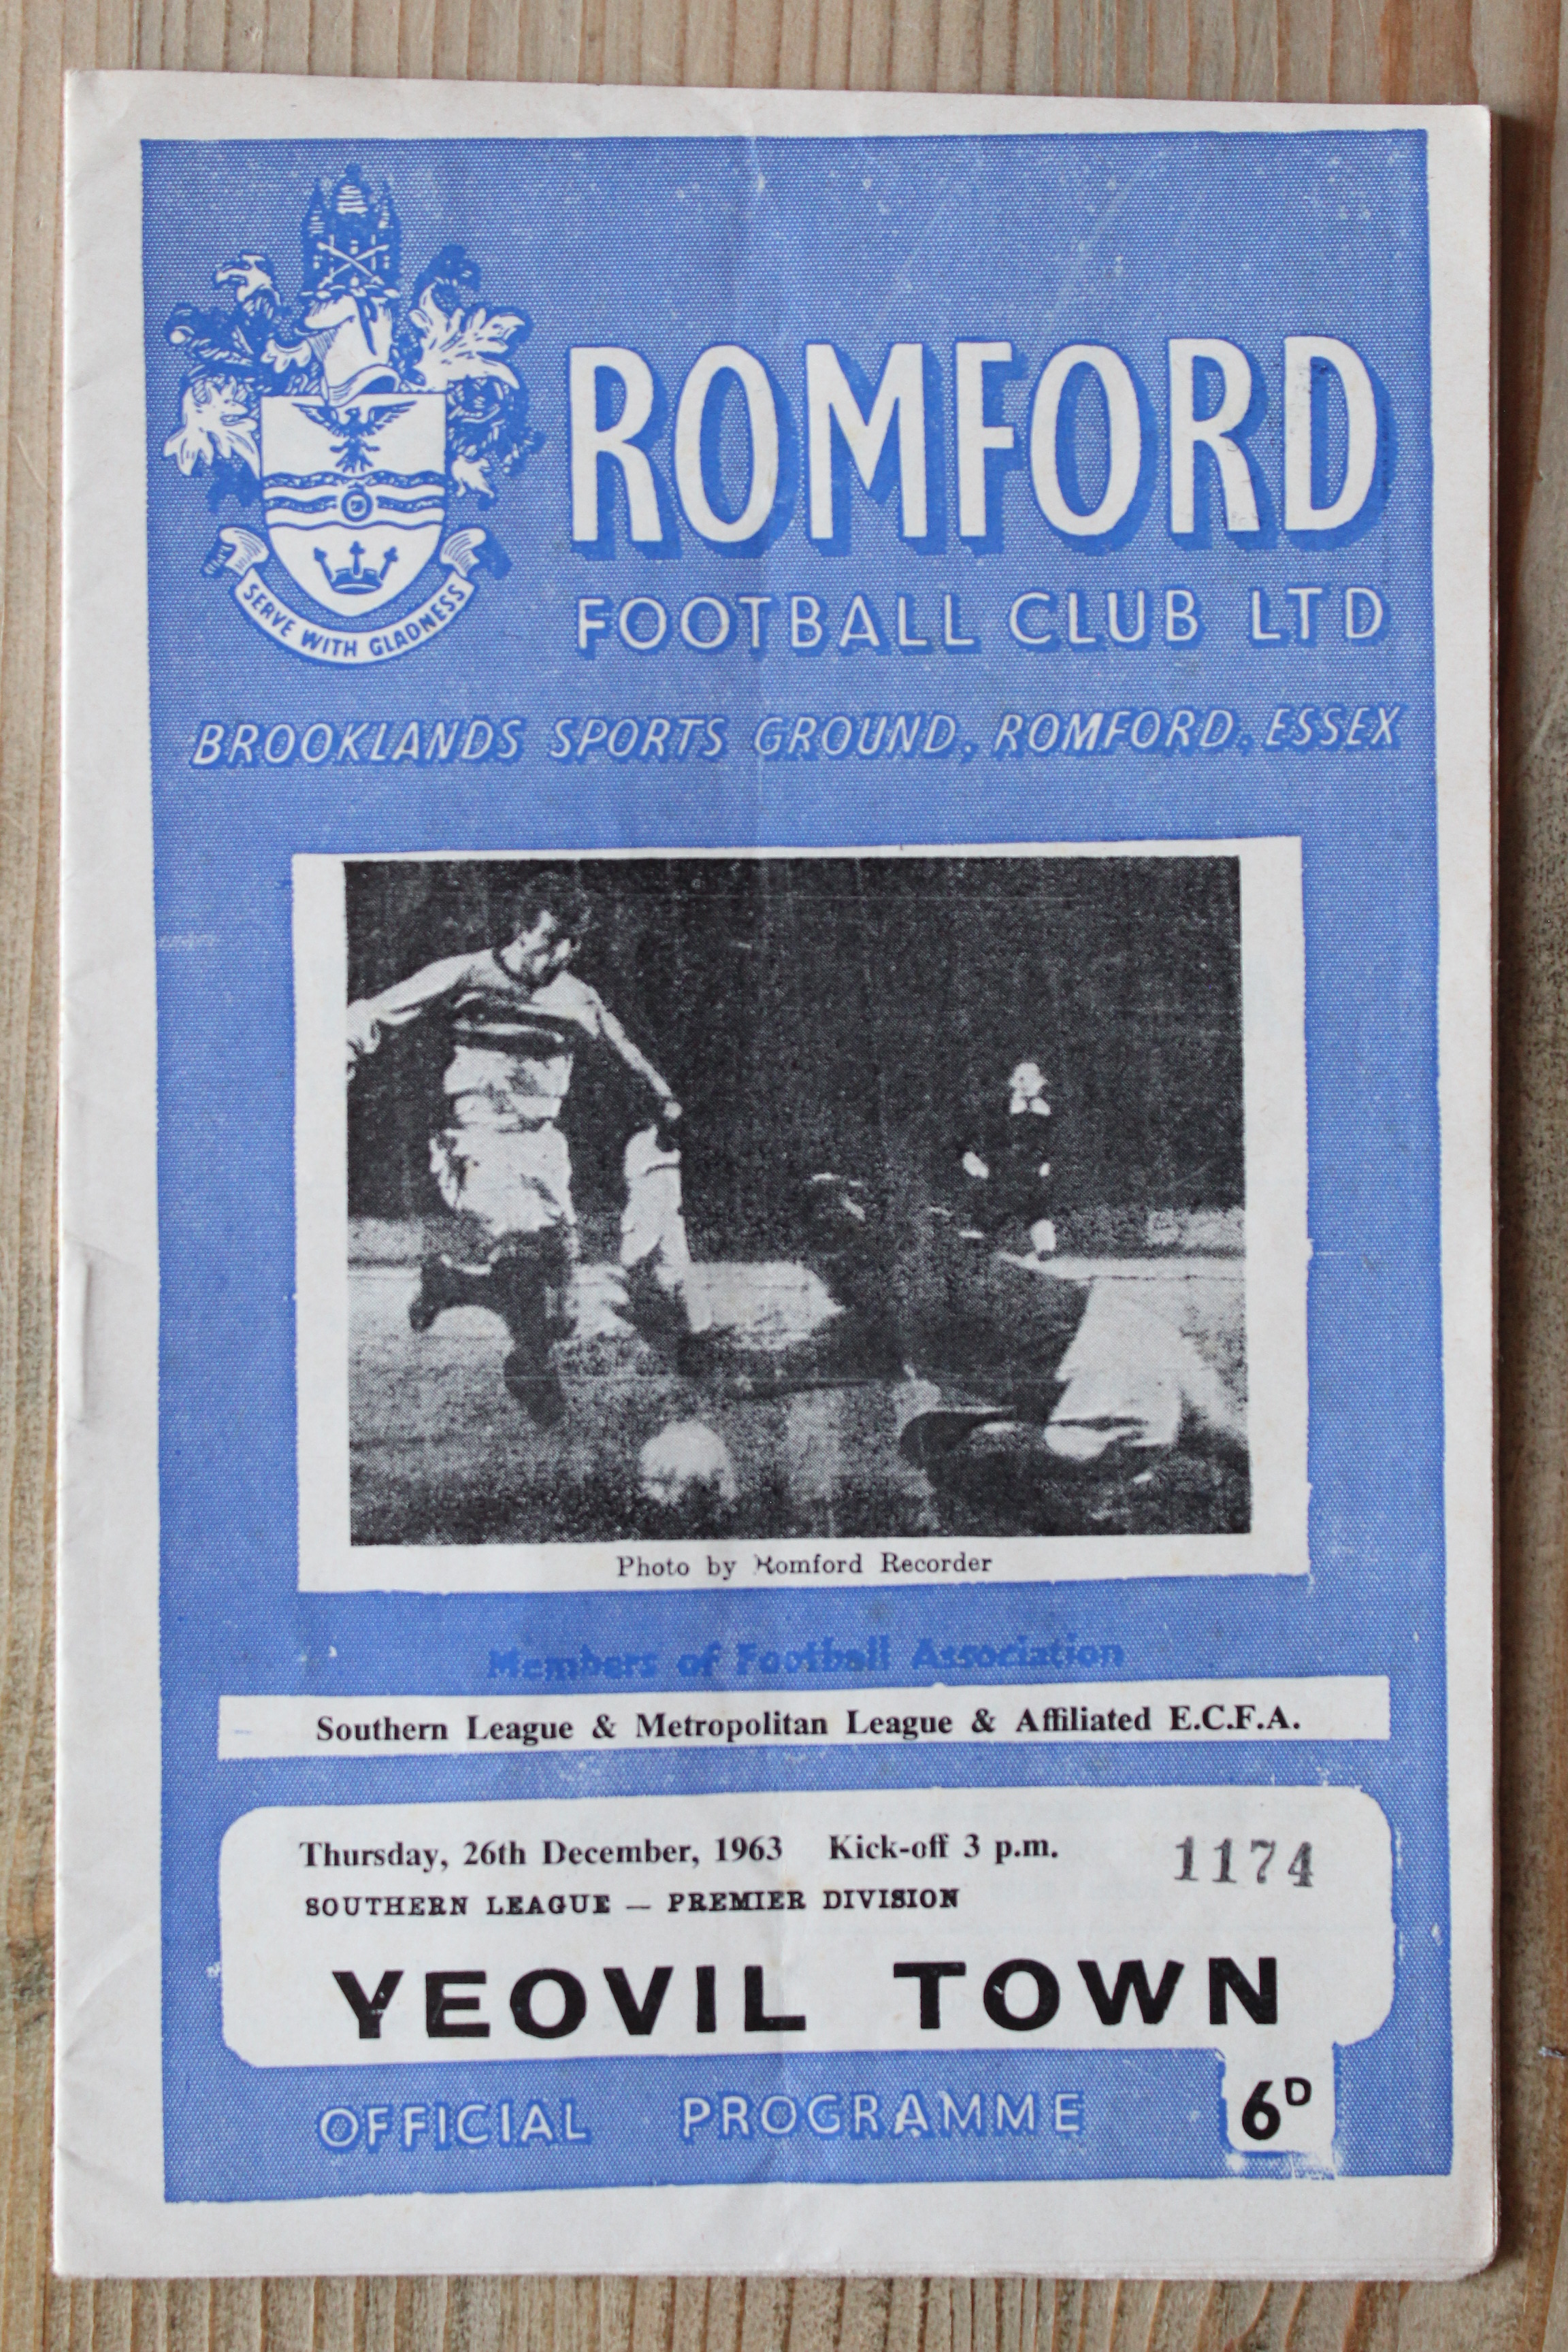 SERVE WITH GLADNESS
ROMFORD
FOOTBALL CLUB LTD
BROOKLANDS SPORTS GROUND, ROMFORD. ESSEX
Photo by Romford Recorder
Members of Football Association
Southern League & Metropolitan League & Affiliated E.C.F.A.
Thursday, 26th December, 1963 Kick-off 3 p.m. 1174
SOUTHERN LEAGUE — PREMIER DIVISION
YEOVIL TOWN
OFFICIAL PROGRAMME 6D